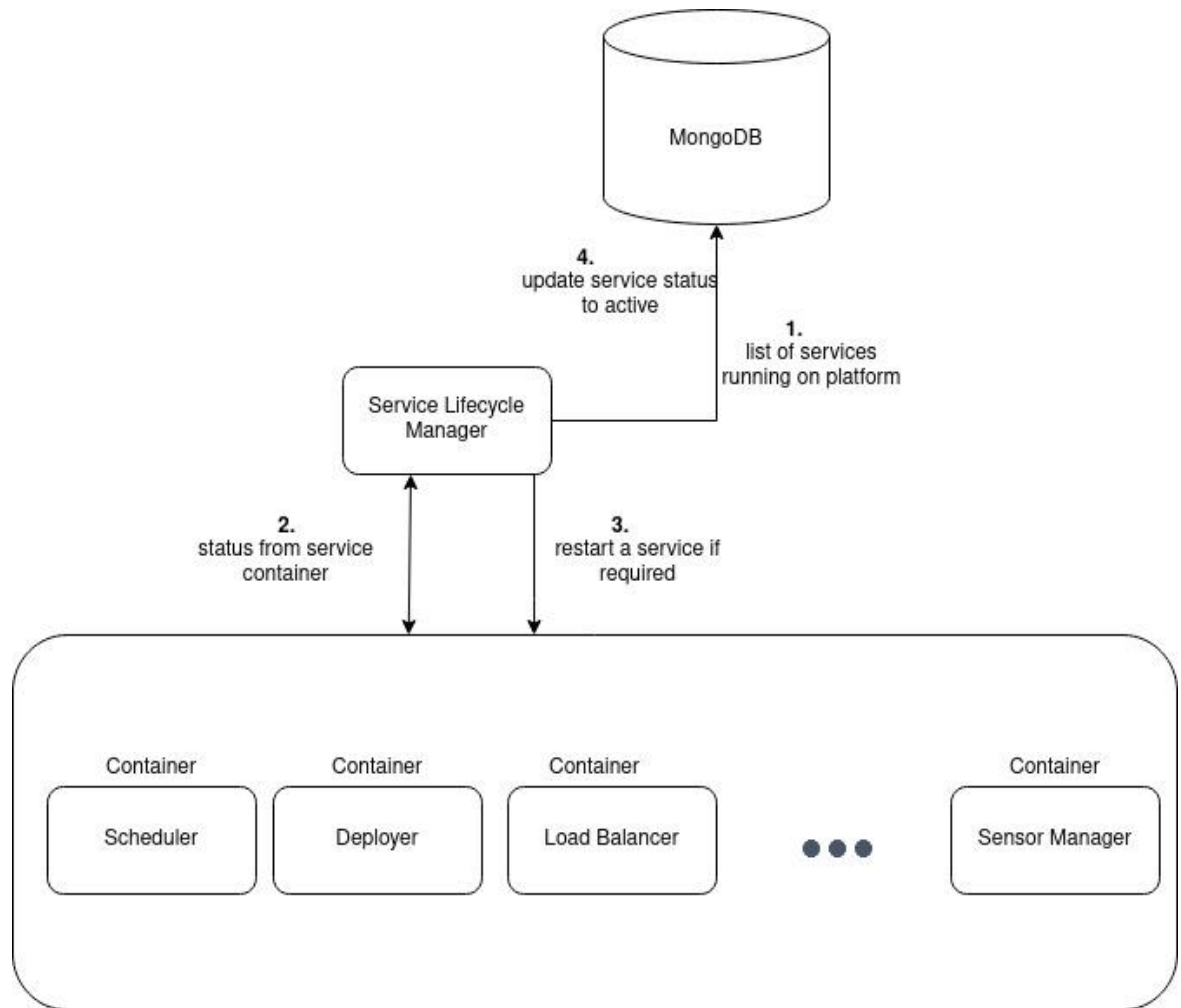 MongoDB
4.
update service status
to active
1.
list of services
running on platform
Service Lifecycle
Manager
2.
status from service
container
3.
restart a service if
required
Container
Scheduler
Container
Deployer
Container
Load Balancer
Container
Sensor Manager